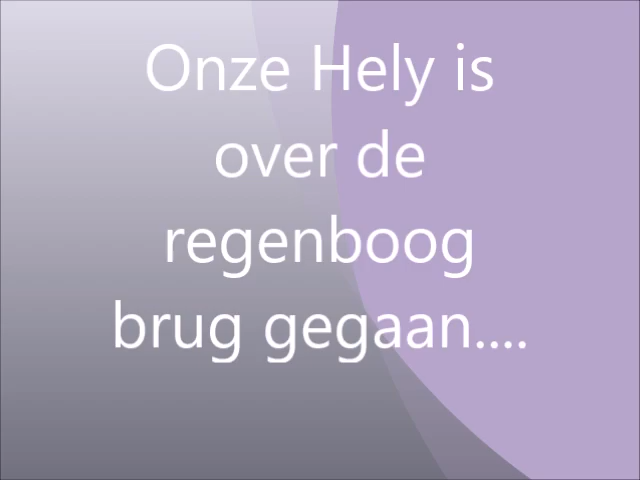 Onze Hely is
over de
regenboog
brug gegaan....